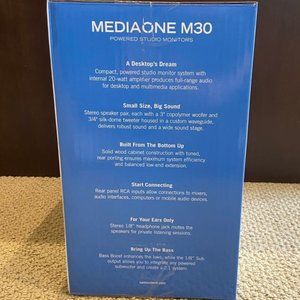 MEDIAONE M30
POWERED STUDIO MONITORS
A Desktop's Dream
Compact, powered studio monitor system with
internal 20-watt amplifier produces full-range audio
for desktop and multimedia applications.
Small Size, Big Sound
Stereo speaker pair, each with a 3" copolymer woofer and
3/4" silk-dome tweeter housed in a custom waveguide,
delivers robust sound and a wide sound stage.
Built From The Bottom Up
Solid wood cabinet construction with toned,
rear porting ensures maximum system efficiency
and balanced low-end extension.
Start Connecting
Rear panel RCA inputs allow connections to mixers,
audio interfaces, computers or mobile audio devices.
For Your Ears Only
Stereo 1/8" headphone jack mutes the
speakers for private listening sessions.
Bring Up The Bass
Bass Boost enhances the lows, while the 1/8" Sub
output allows you to integrate any powered
subwoofer and create a 2.1 system.
samsontech.com